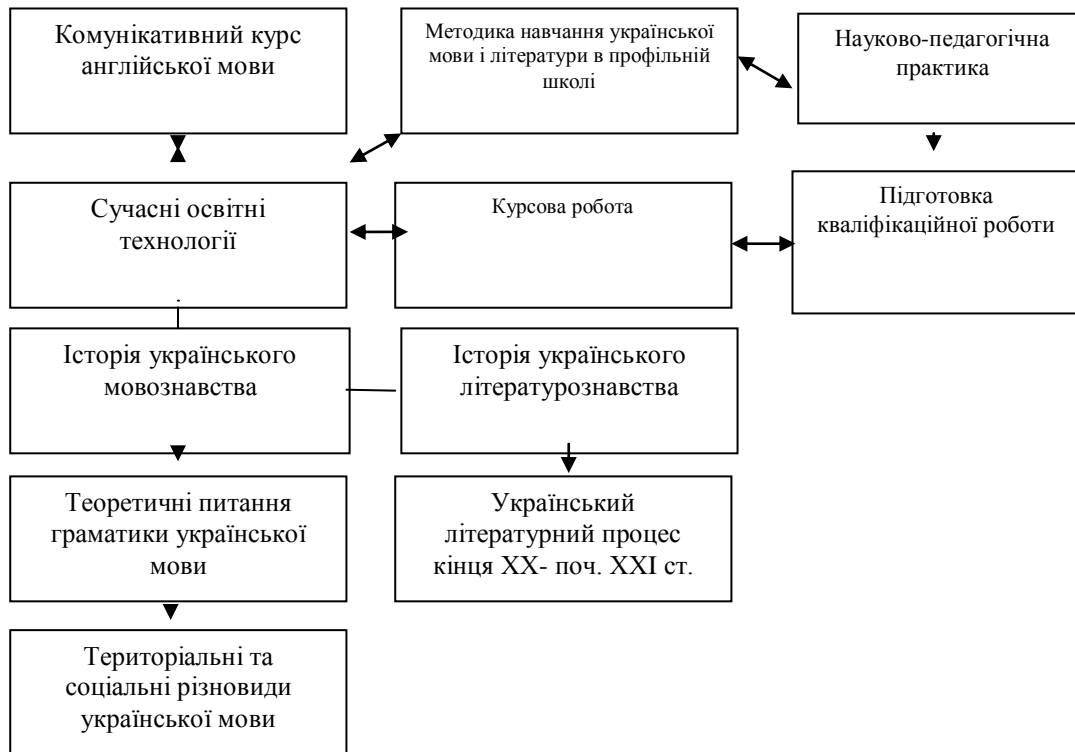 Комунікативний курс
англійської мови
Методика навчання української
мови і літератури в профільній
школі
Науково-педагогічна
практика
Сучасні освітні
технології
Курсова робота
Підготовка
кваліфікаційної роботи
Історія українського
мовознавства
Історія українського
літературознавства
Теоретичні питання
граматики української
мови
Український
літературний процес
кінця ХХ- поч. ХХІ ст.
Територіальні та
соціальні різновиди
української мови